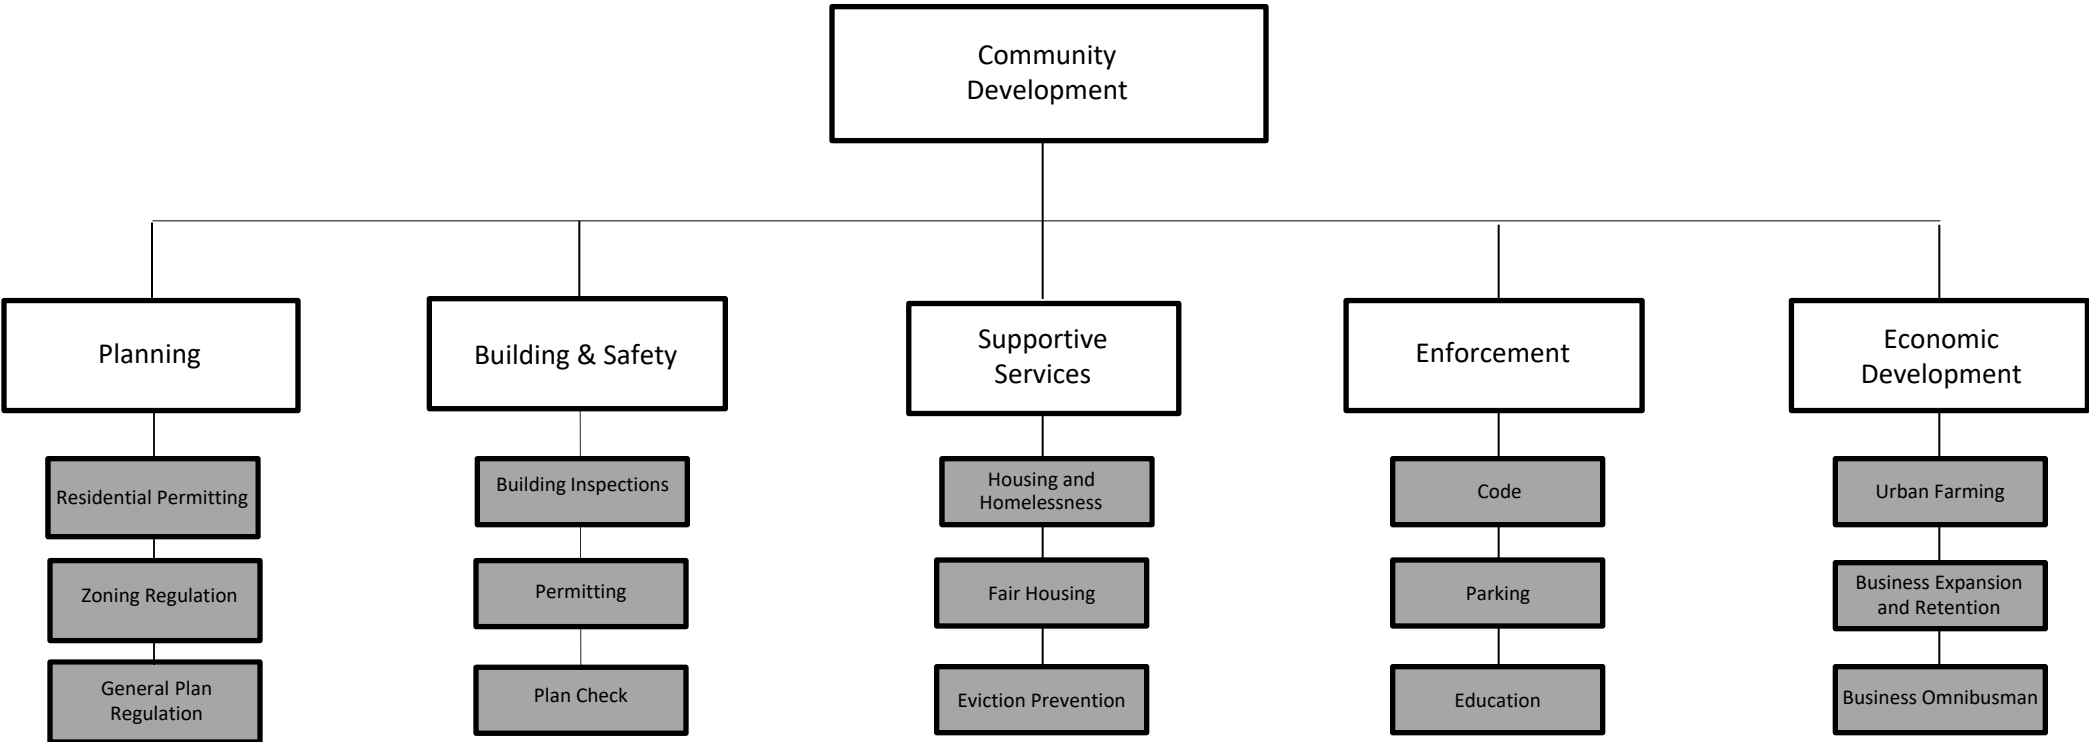 Community
Development
Planning
Building & Safety
Supportive
Services
Enforcement
Economic
Development
Residential Permitting
Building Inspections
Housing and
Homelessness
Code
Urban Farming
Zoning Regulation
Permitting
Fair Housing
Parking
Business Expansion
and Retention
General Plan
Regulation
Plan Check
Eviction Prevention
Education
Business Omnibusman